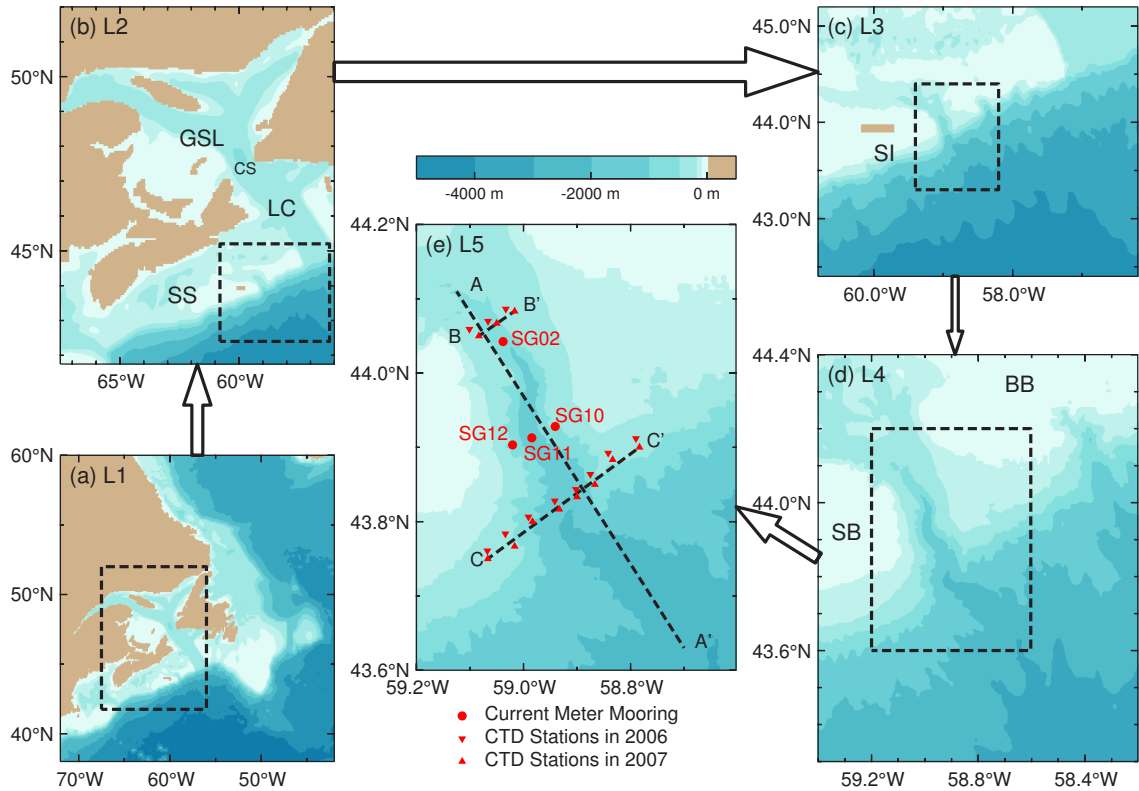 (b) L2
50°N
45°N
GSL
CS
LC
SS
65°W
60°W
(c) L3
45.0°N
44.0°N
43.0°N
SI
60.0°W
58.0°W
-4000 m
-2000 m
0 m
(e) L5
44.2°N
44.0°N
43.8°N
43.6°N
A
B'
B
SG02
SG10
SG12
SG11
C'
C
A'
59.2°W
59.0°W
58.8°W
Current Meter Mooring
CTD Stations in 2006
CTD Stations in 2007
(a) L1
60°N
50°N
40°N
70°W
60°W
50°W
(d) L4
44.4°N
44.0°N
43.6°N
BB
SB
59.2°W
58.8°W
58.4°W